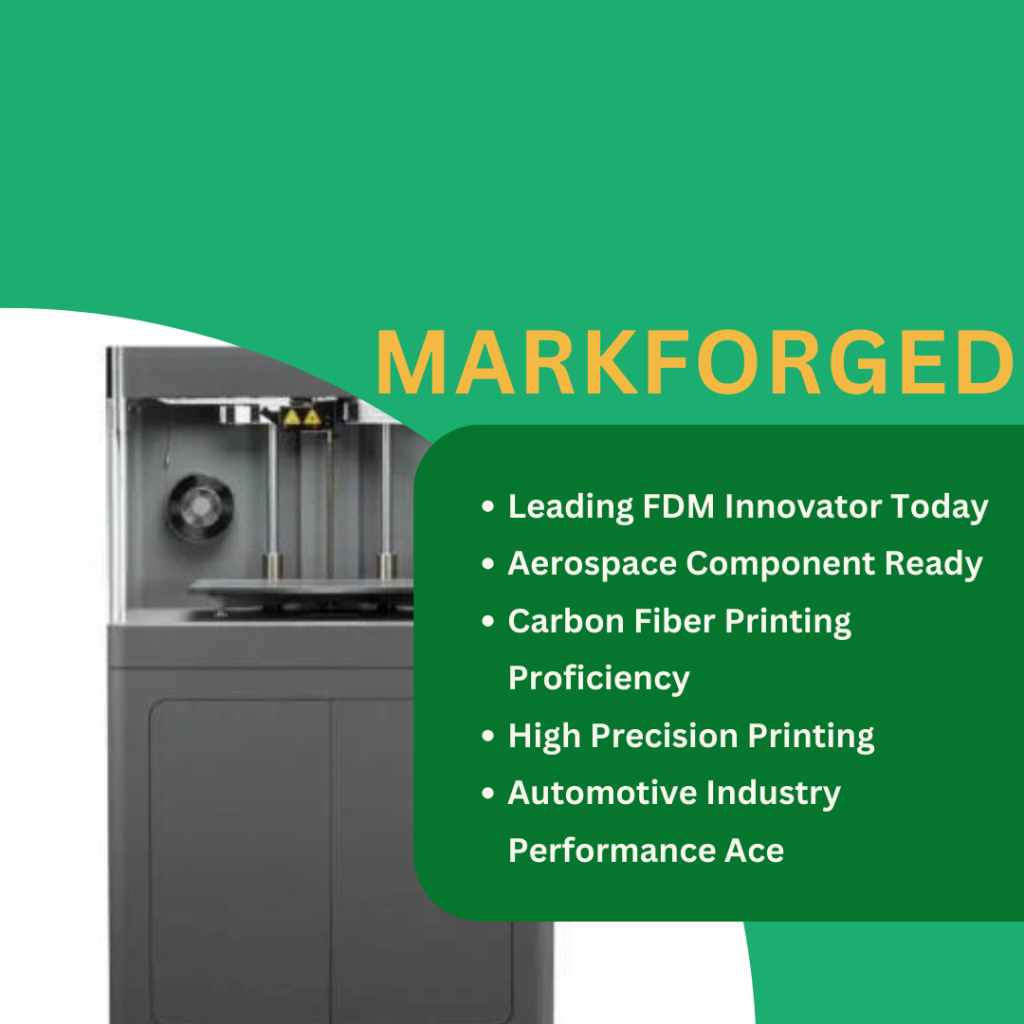 MARKFORGED
• Leading FDM Innovator Today
• Aerospace Component Ready
• Carbon Fiber Printing
Proficiency
• High Precision Printing
• Automotive Industry
Performance Ace